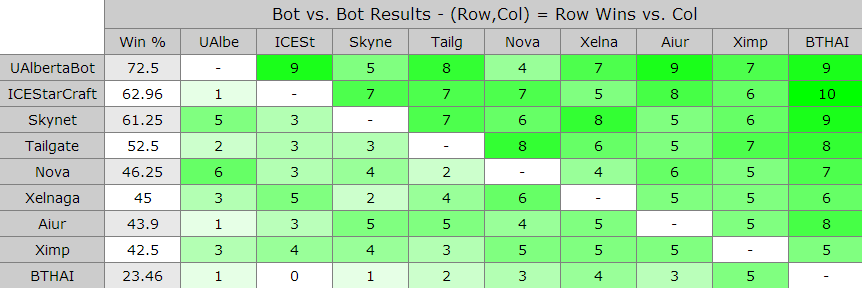 Bot vs. Bot Results - (Row,Col) = Row Wins vs. Col
Win % UAlbe ICESt Skyne Tailg Nova Xelna Aiur Ximp BTHAI
UAlbertaBot 72.5 - 9 5 8 4 7 9 7 9
ICEStarCraft 62.96 1 - 7 7 7 5 8 6 10
Skynet 61.25 5 3 - 7 6 8 5 6 9
Tailgate 52.5 2 3 3 - 8 6 5 7 8
Nova 46.25 6 3 4 2 - 4 6 5 7
Xelnaga 45 3 5 2 4 6 - 5 5 6
Aiur 43.9 1 3 5 5 4 5 - 5 8
Ximp 42.5 3 4 4 3 5 5 5 - 5
BTHAI 23.46 1 0 1 2 3 4 3 5 -